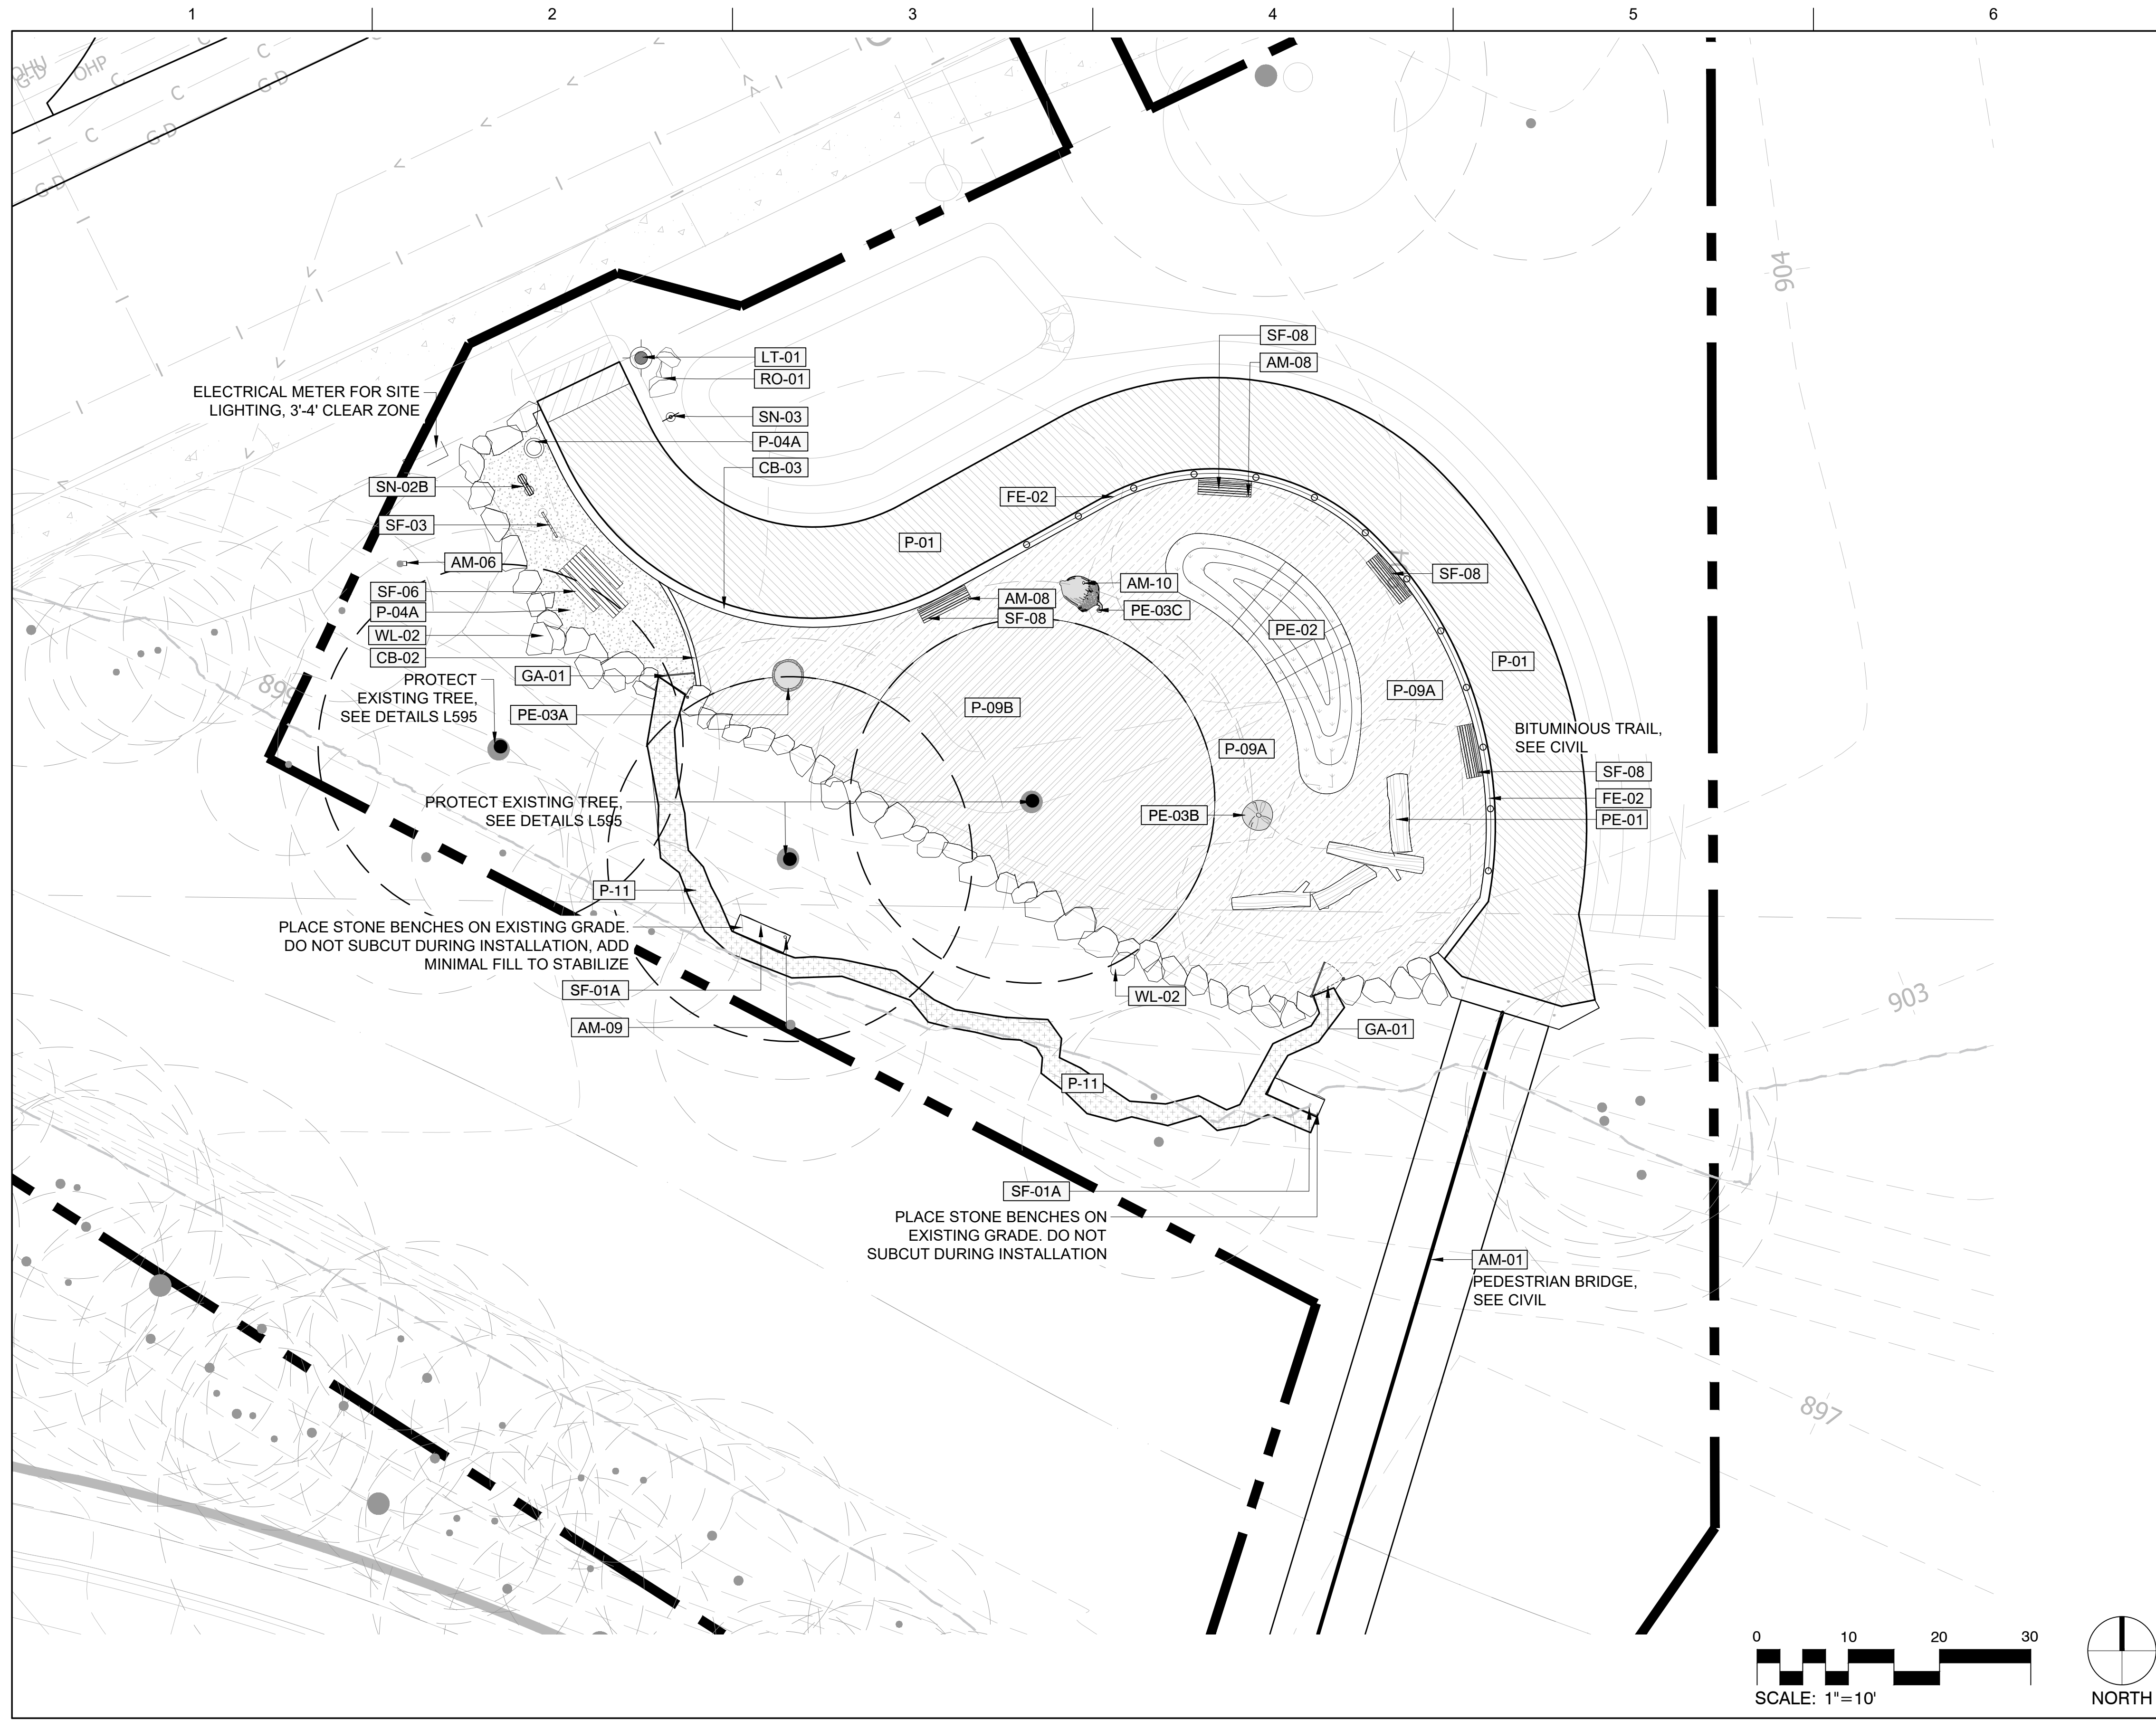 1 2 3 4 5 6
OHU
G-D
OHP
C
C
C
C
C
G-D
G-D
G-D
904
SF-08
AM-08
LT-01
RO-01
ELECTRICAL METER FOR SITE
LIGHTING, 3'-4' CLEAR ZONE
SN-03
P-04A
CB-03
SN-02B
FE-02
SF-03
P-01
AM-06
SF-08
AM-10
SF-06
AM-08
P-04A
PE-03C
SF-08
PE-02
WL-02
CB-02
P-01
GA-01
PROTECT
EXISTING TREE,
SEE DETAILS L595
899
P-09A
P-09B
PE-03A
BITUMINOUS TRAIL,
SEE CIVIL
P-09A
SF-08
FE-02
PROTECT EXISTING TREE,
SEE DETAILS L595
PE-03B
PE-01
P-11
PLACE STONE BENCHES ON EXISTING GRADE.
DO NOT SUBCUT DURING INSTALLATION, ADD
MINIMAL FILL TO STABILIZE
SF-01A
WL-02
903
AM-09
GA-01
P-11
SF-01A
PLACE STONE BENCHES ON
EXISTING GRADE. DO NOT
SUBCUT DURING INSTALLATION
AM-01
PEDESTRIAN BRIDGE,
SEE CIVIL
897
0 10 20 30
SCALE: 1"=10'
NORTH